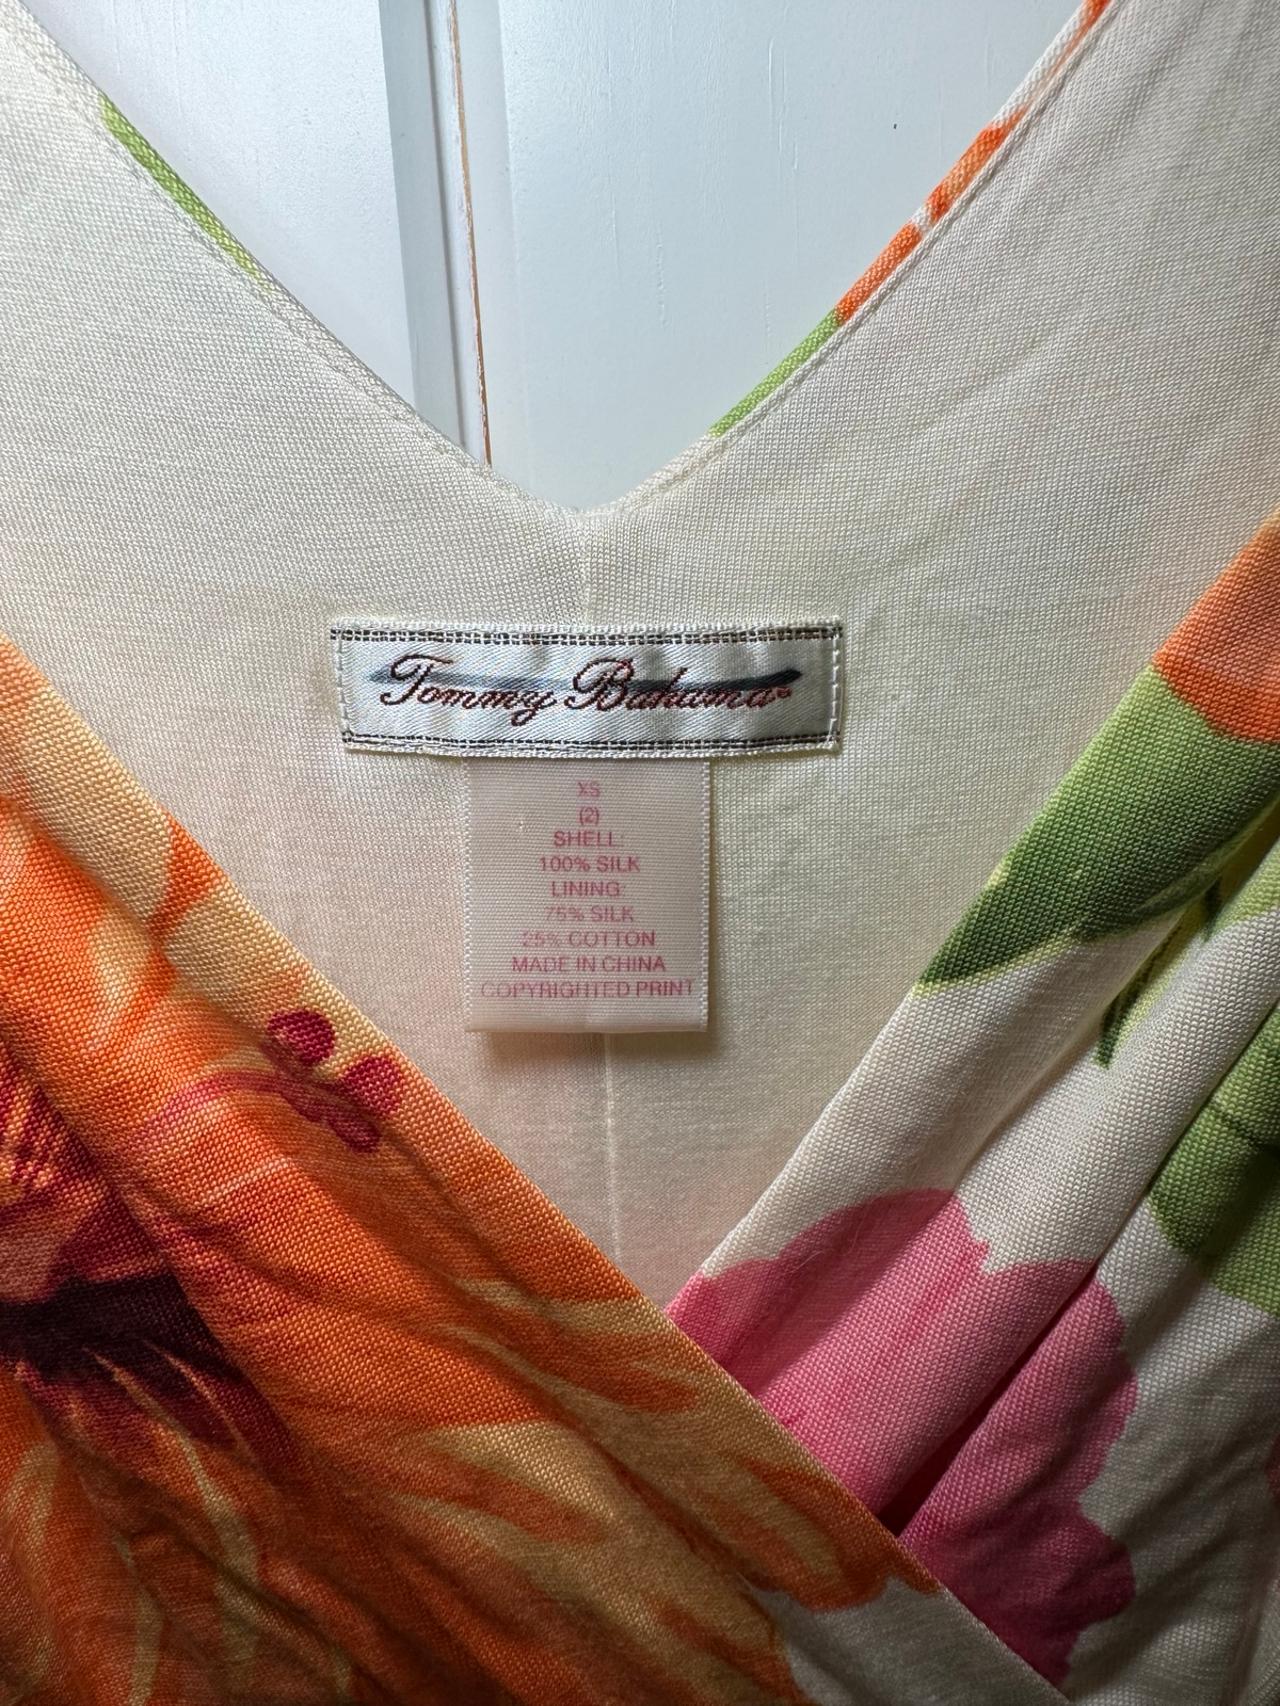 Tommy Bahama®
XS
(2)
SHELL:
100% SILK
LINING:
75% SILK
25% COTTON
MADE IN CHINA
COPYRIGHTED PRINT